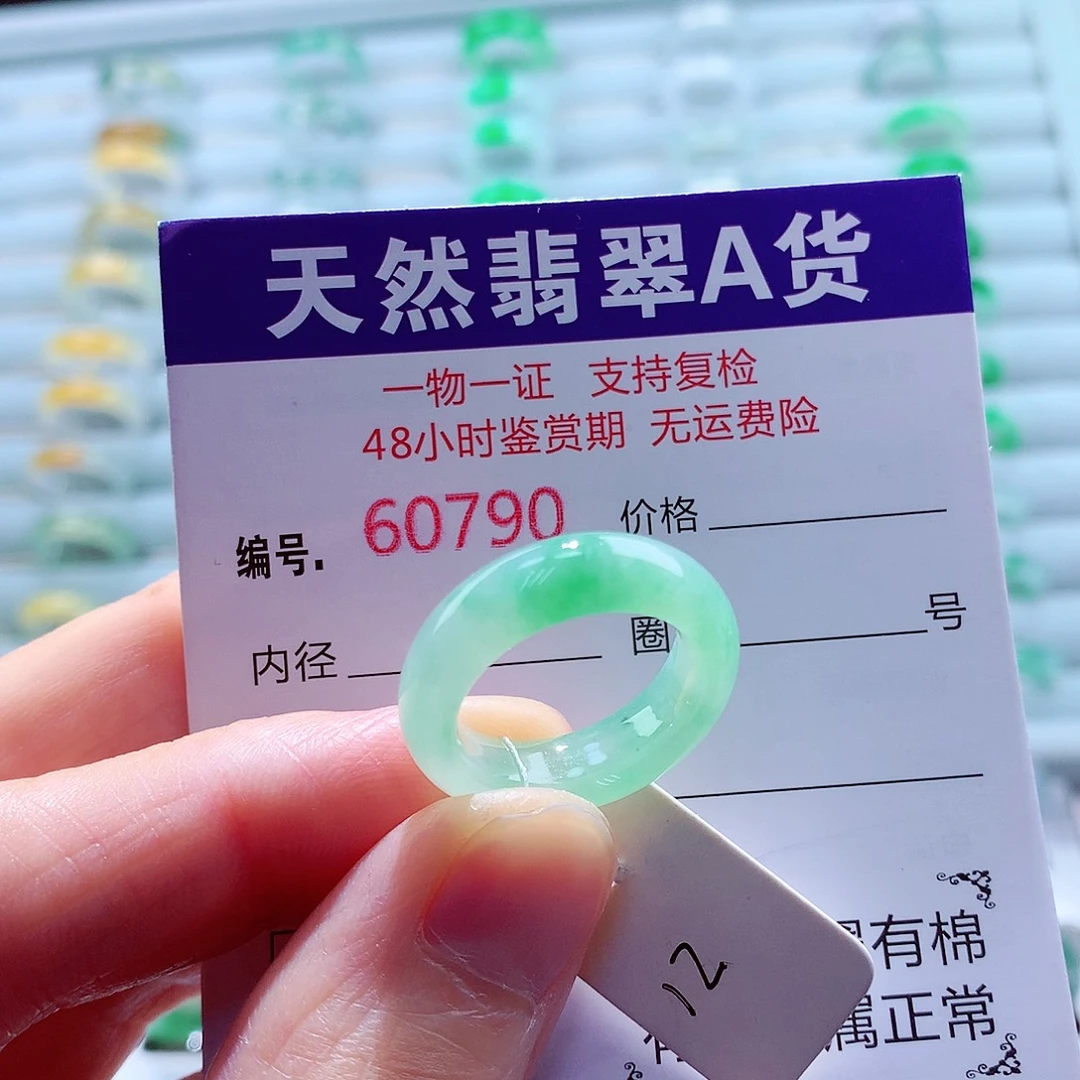 天然翡翠A货
一物一证 支持复检
48小时鉴赏期 无运费险
编号. 60790 价格
内径 圈 号
有棉
属正常
12